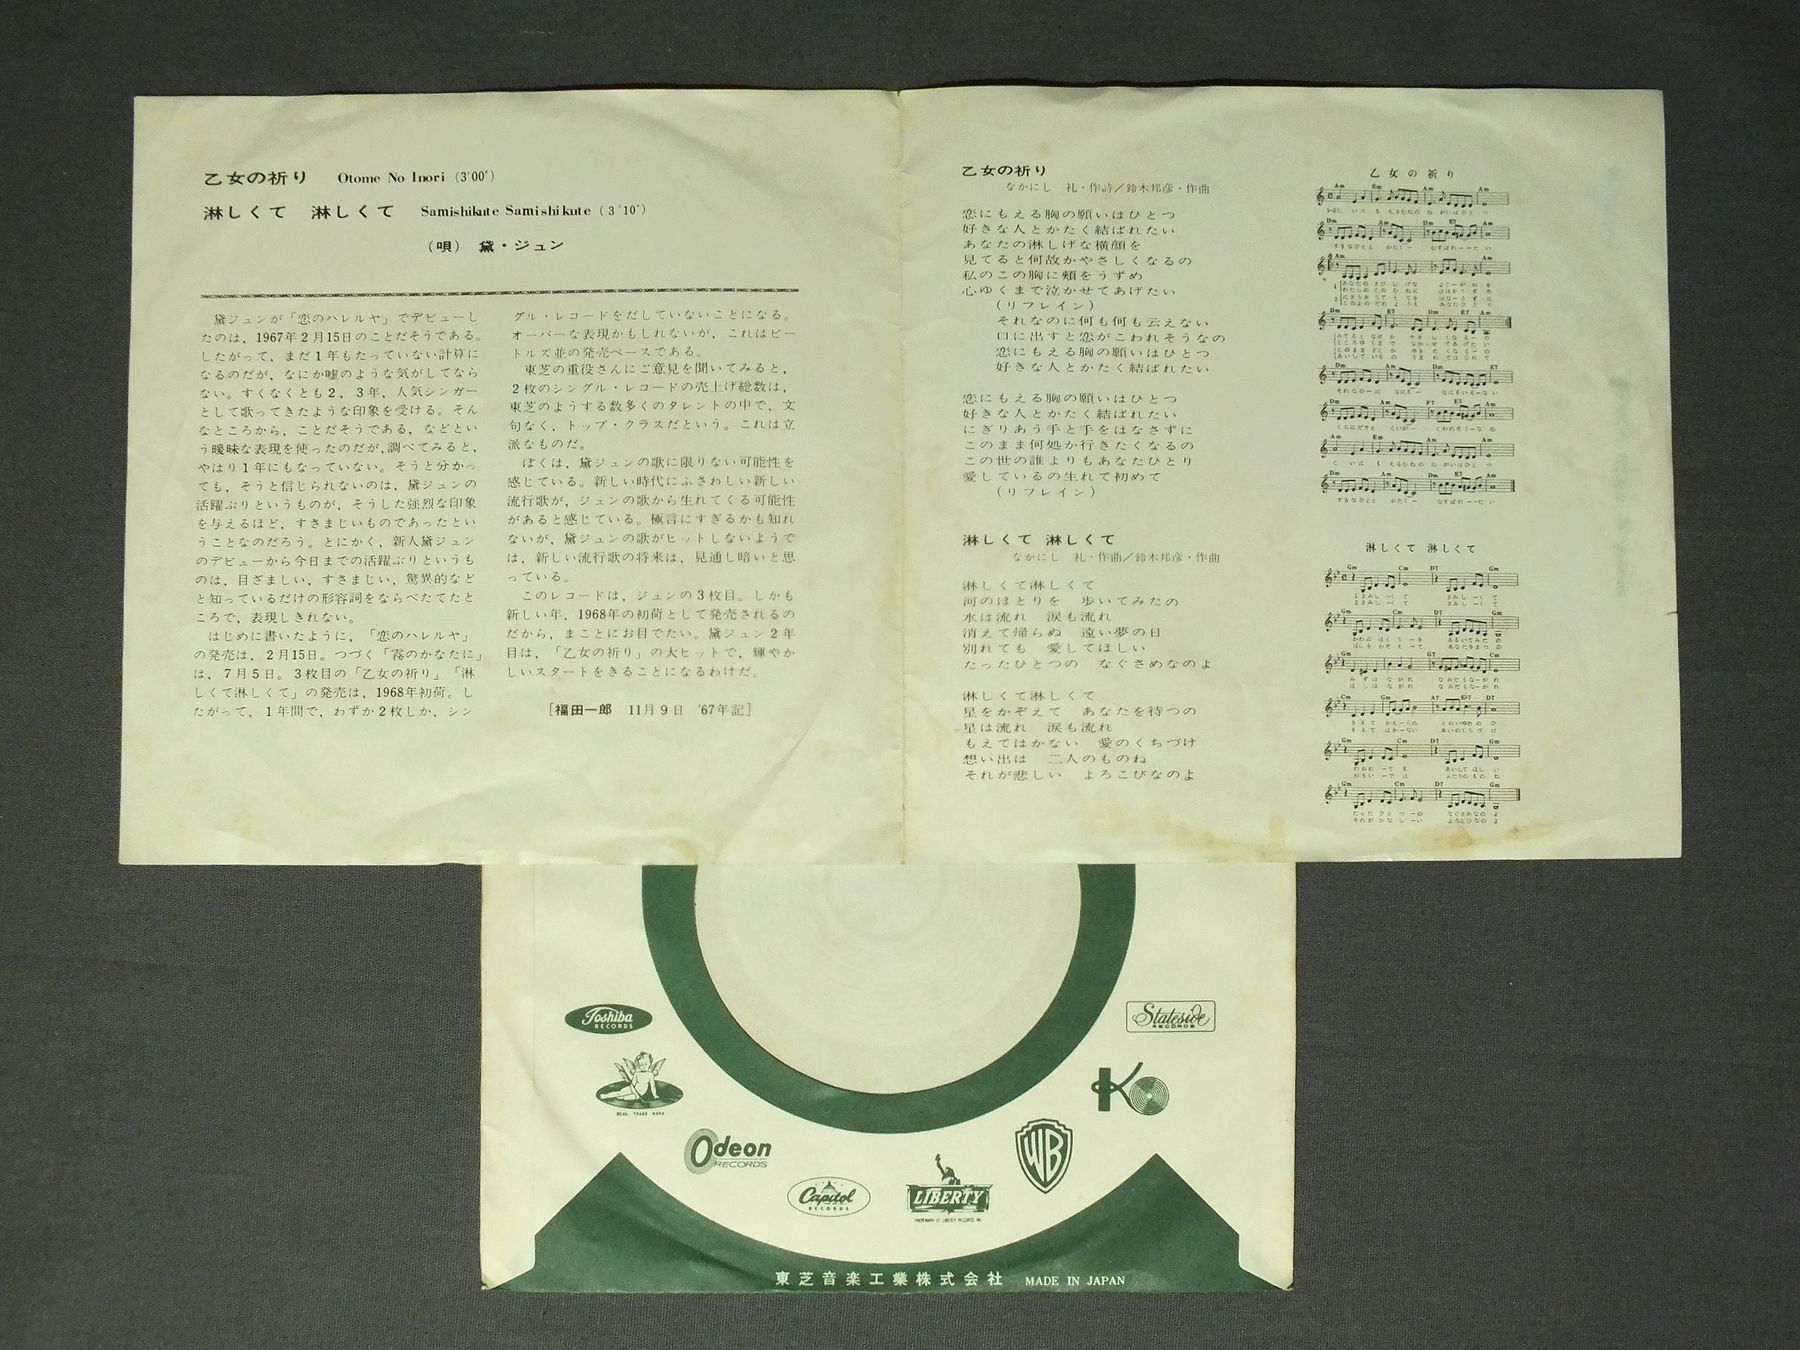 乙女の祈り Otome No Inori (3'00")
淋しくて 淋しくて Samishikute Samishikute (3'10")
(唄) 黛・ジュン
黛ジュンが「恋のハレルヤ」でデビューし
たのは、1967年2月15日のことだそうである。
したがって、まだ1年もたっていない計算に
なるのだが、なにか嘘のような気がしてなら
ない。すくなくとも2、3年、人気シンガー
として歌ってきたような印象を受ける。そん
なところから、ことだそうである、などとい
う曖昧な表現を使ったのだが、調べてみると、
やはり1年にもなっていない。そうと分かっ
ても、そうと信じられないのは、黛ジュンの
活躍ぶりというものが、そうした強烈な印象
を与えるほど、すさまじいものであったとい
うことなのだろう。とにかく、新人黛ジュン
のデビューから今日までの活躍ぶりというも
のは、目ざましい、すさまじい、驚異的など
と知っているだけの形容詞をならべたてたと
ころで、表現しきれない。
はじめに書いたように、「恋のハレルヤ」
の発売は、2月15日。つづく「霧のかなたに」
は、7月5日。3枚目の「乙女の祈り」「淋
しくて淋しくて」の発売は、1968年初荷。し
たがって、1年間で、わずか2枚しか、シン
グル・レコードをだしていないことになる。
オーバーな表現かもしれないが、これはビー
トルズ並の発売ペースである。
東芝の重役さんにご意見を聞いてみると、
2枚のシングル・レコードの売上げ総数は、
東芝のようする数多くのタレントの中で、文
句なく、トップ・クラスだという。これは立
派なものだ。
ぼくは、黛ジュンの歌に限りない可能性を
感じている。新しい時代にふさわしい新しい
流行歌が、ジュンの歌から生れてくる可能性
があると感じている。極言にすぎるかも知れ
ないが、黛ジュンの歌がヒットしないようで
は、新しい流行歌の将来は、見通し暗いと思
っている。
このレコードは、ジュンの3枚目。しかも
新しい年、1968年の初荷として発売されるの
だから、まことにお目でたい。黛ジュン2年
目は、「乙女の祈り」の大ヒットで、輝やか
しいスタートをきることになるわけだ。
[福田一郎 11月9日 '67年記]
乙女の祈り
なかにし 礼・作詩/鈴木邦彦・作曲
恋にもえる胸の願いはひとつ
好きな人とかたく結ばれたい
あなたの淋しげな横顔を
見てると何故かやさしくなるの
私のこの胸に頬をうずめ
心ゆくまで泣かせてあげたい
(リフレイン)
それなのに何も何も云えない
口に出すと恋がこわれそうなの
恋にもえる胸の願いはひとつ
好きな人とかたく結ばれたい
恋にもえる胸の願いはひとつ
好きな人とかたく結ばれたい
にぎりあう手と手をはなさずに
このまま何処か行きたくなるの
この世の誰よりもあなたひとり
愛しているの生れて初めて
(リフレイン)
淋しくて 淋しくて
なかにし 礼・作曲/鈴木邦彦・作曲
淋しくて淋しくて
河のほとりを 歩いてみたの
水は流れ 涙も流れ
消えて帰らぬ 遠い夢の日
別れても 愛してほしい
たったひとつの なぐさめなのよ
淋しくて淋しくて
星をかぞえて あなたを待つの
星は流れ 涙も流れ
もえてはかない 愛のくちづけ
想い出は 二人のものね
それが悲しい よろこびなのよ
乙女の祈り
淋しくて 淋しくて
Toshiba
RECORDS
Odeon
RECORDS
Capitol
RECORDS
LIBERTY
WB
KO
Stateside
RECORDS
東芝音楽工業株式会社 MADE IN JAPAN